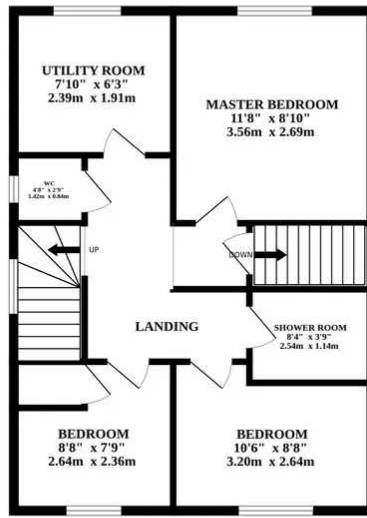 UTILITY ROOM
7'10" x 6'3"
2.39m x 1.91m
MASTER BEDROOM
11'8" x 8'10"
3.56m x 2.69m
WC
4'8" x 2'9"
1.42m x 0.84m
UP
DOWN
LANDING
SHOWER ROOM
8'4" x 3'9"
2.54m x 1.14m
BEDROOM
8'8" x 7'9"
2.64m x 2.36m
BEDROOM
10'6" x 8'8"
3.20m x 2.64m